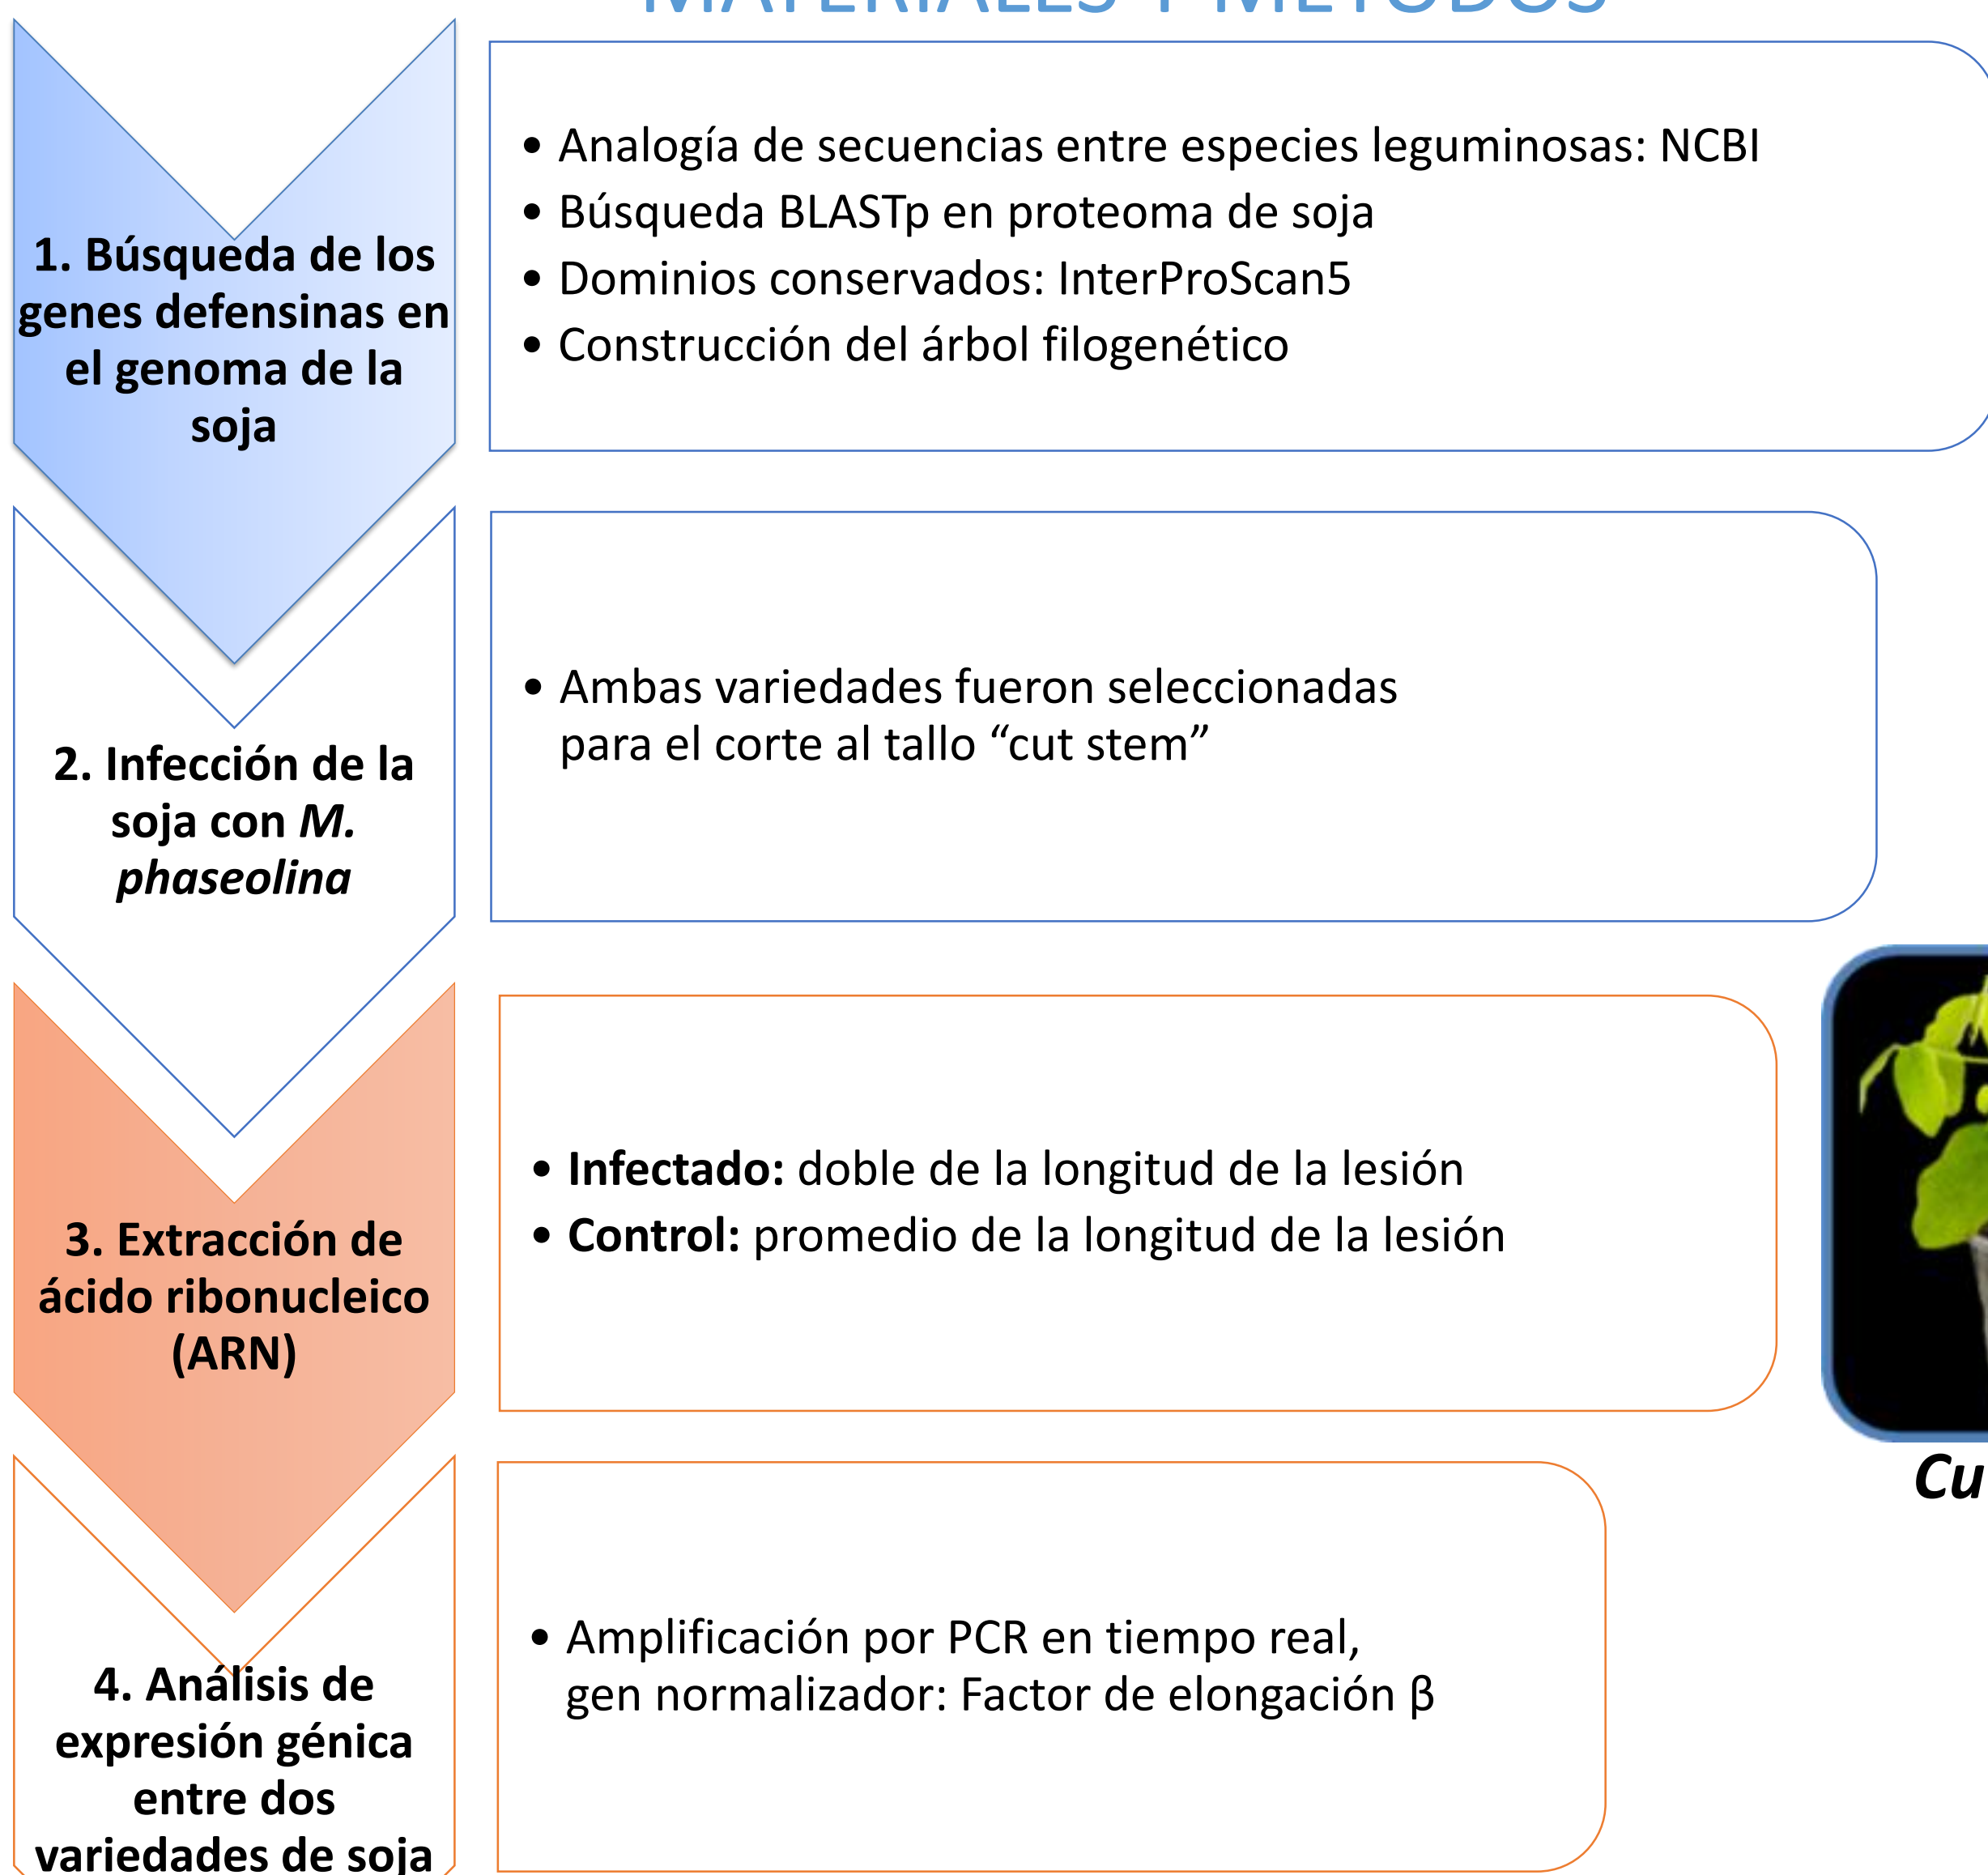 MATERIALES Y MÉTODOS
1. Búsqueda de los
genes defensinas en
el genoma de la
soja
• Analogía de secuencias entre especies leguminosas: NCBI
• Búsqueda BLASTp en proteoma de soja
• Dominios conservados: InterProScan5
• Construcción del árbol filogenético
2. Infección de la
soja con M.
phaseolina
• Ambas variedades fueron seleccionadas
para el corte al tallo “cut stem”
3. Extracción de
ácido ribonucleico
(ARN)
• Infectado: doble de la longitud de la lesión
• Control: promedio de la longitud de la lesión
Cu
4. Análisis de
expresión génica
entre dos
variedades de soja
• Amplificación por PCR en tiempo real,
gen normalizador: Factor de elongación β